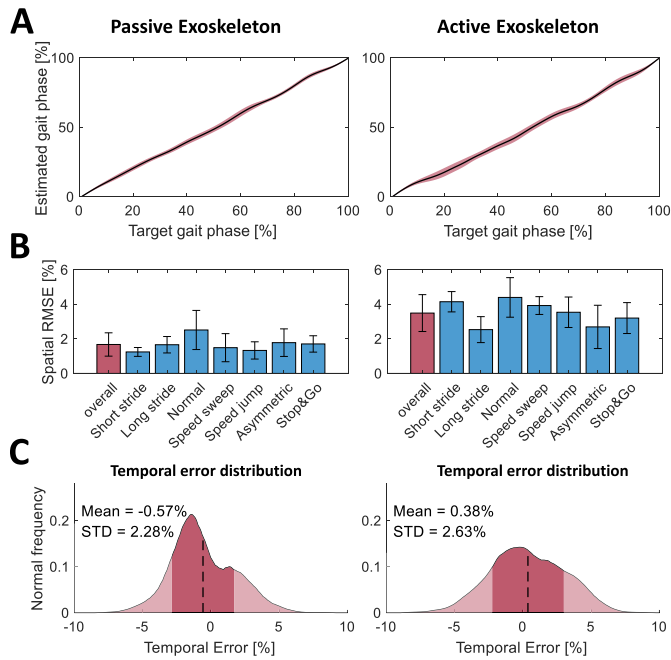 A
Passive Exoskeleton
Active Exoskeleton
Estimated gait phase [%]
100
50
0
0 20 40 60 80 100
Target gait phase [%]
100
50
0
0 20 40 60 80 100
Target gait phase [%]
B
Spatial RMSE [%]
6
4
2
0
overall
Short stride
Long stride
Normal
Speed sweep
Speed jump
Asymmetric
Stop&Go
6
4
2
0
overall
Short stride
Long stride
Normal
Speed sweep
Speed jump
Asymmetric
Stop&Go
C
Temporal error distribution
Normal frequency
Mean = -0.57%
STD = 2.28%
0.2
0.1
0
-10 -5 0 5 10
Temporal Error [%]
Temporal error distribution
Mean = 0.38%
STD = 2.63%
0.2
0.1
0
-10 -5 0 5 10
Temporal Error [%]